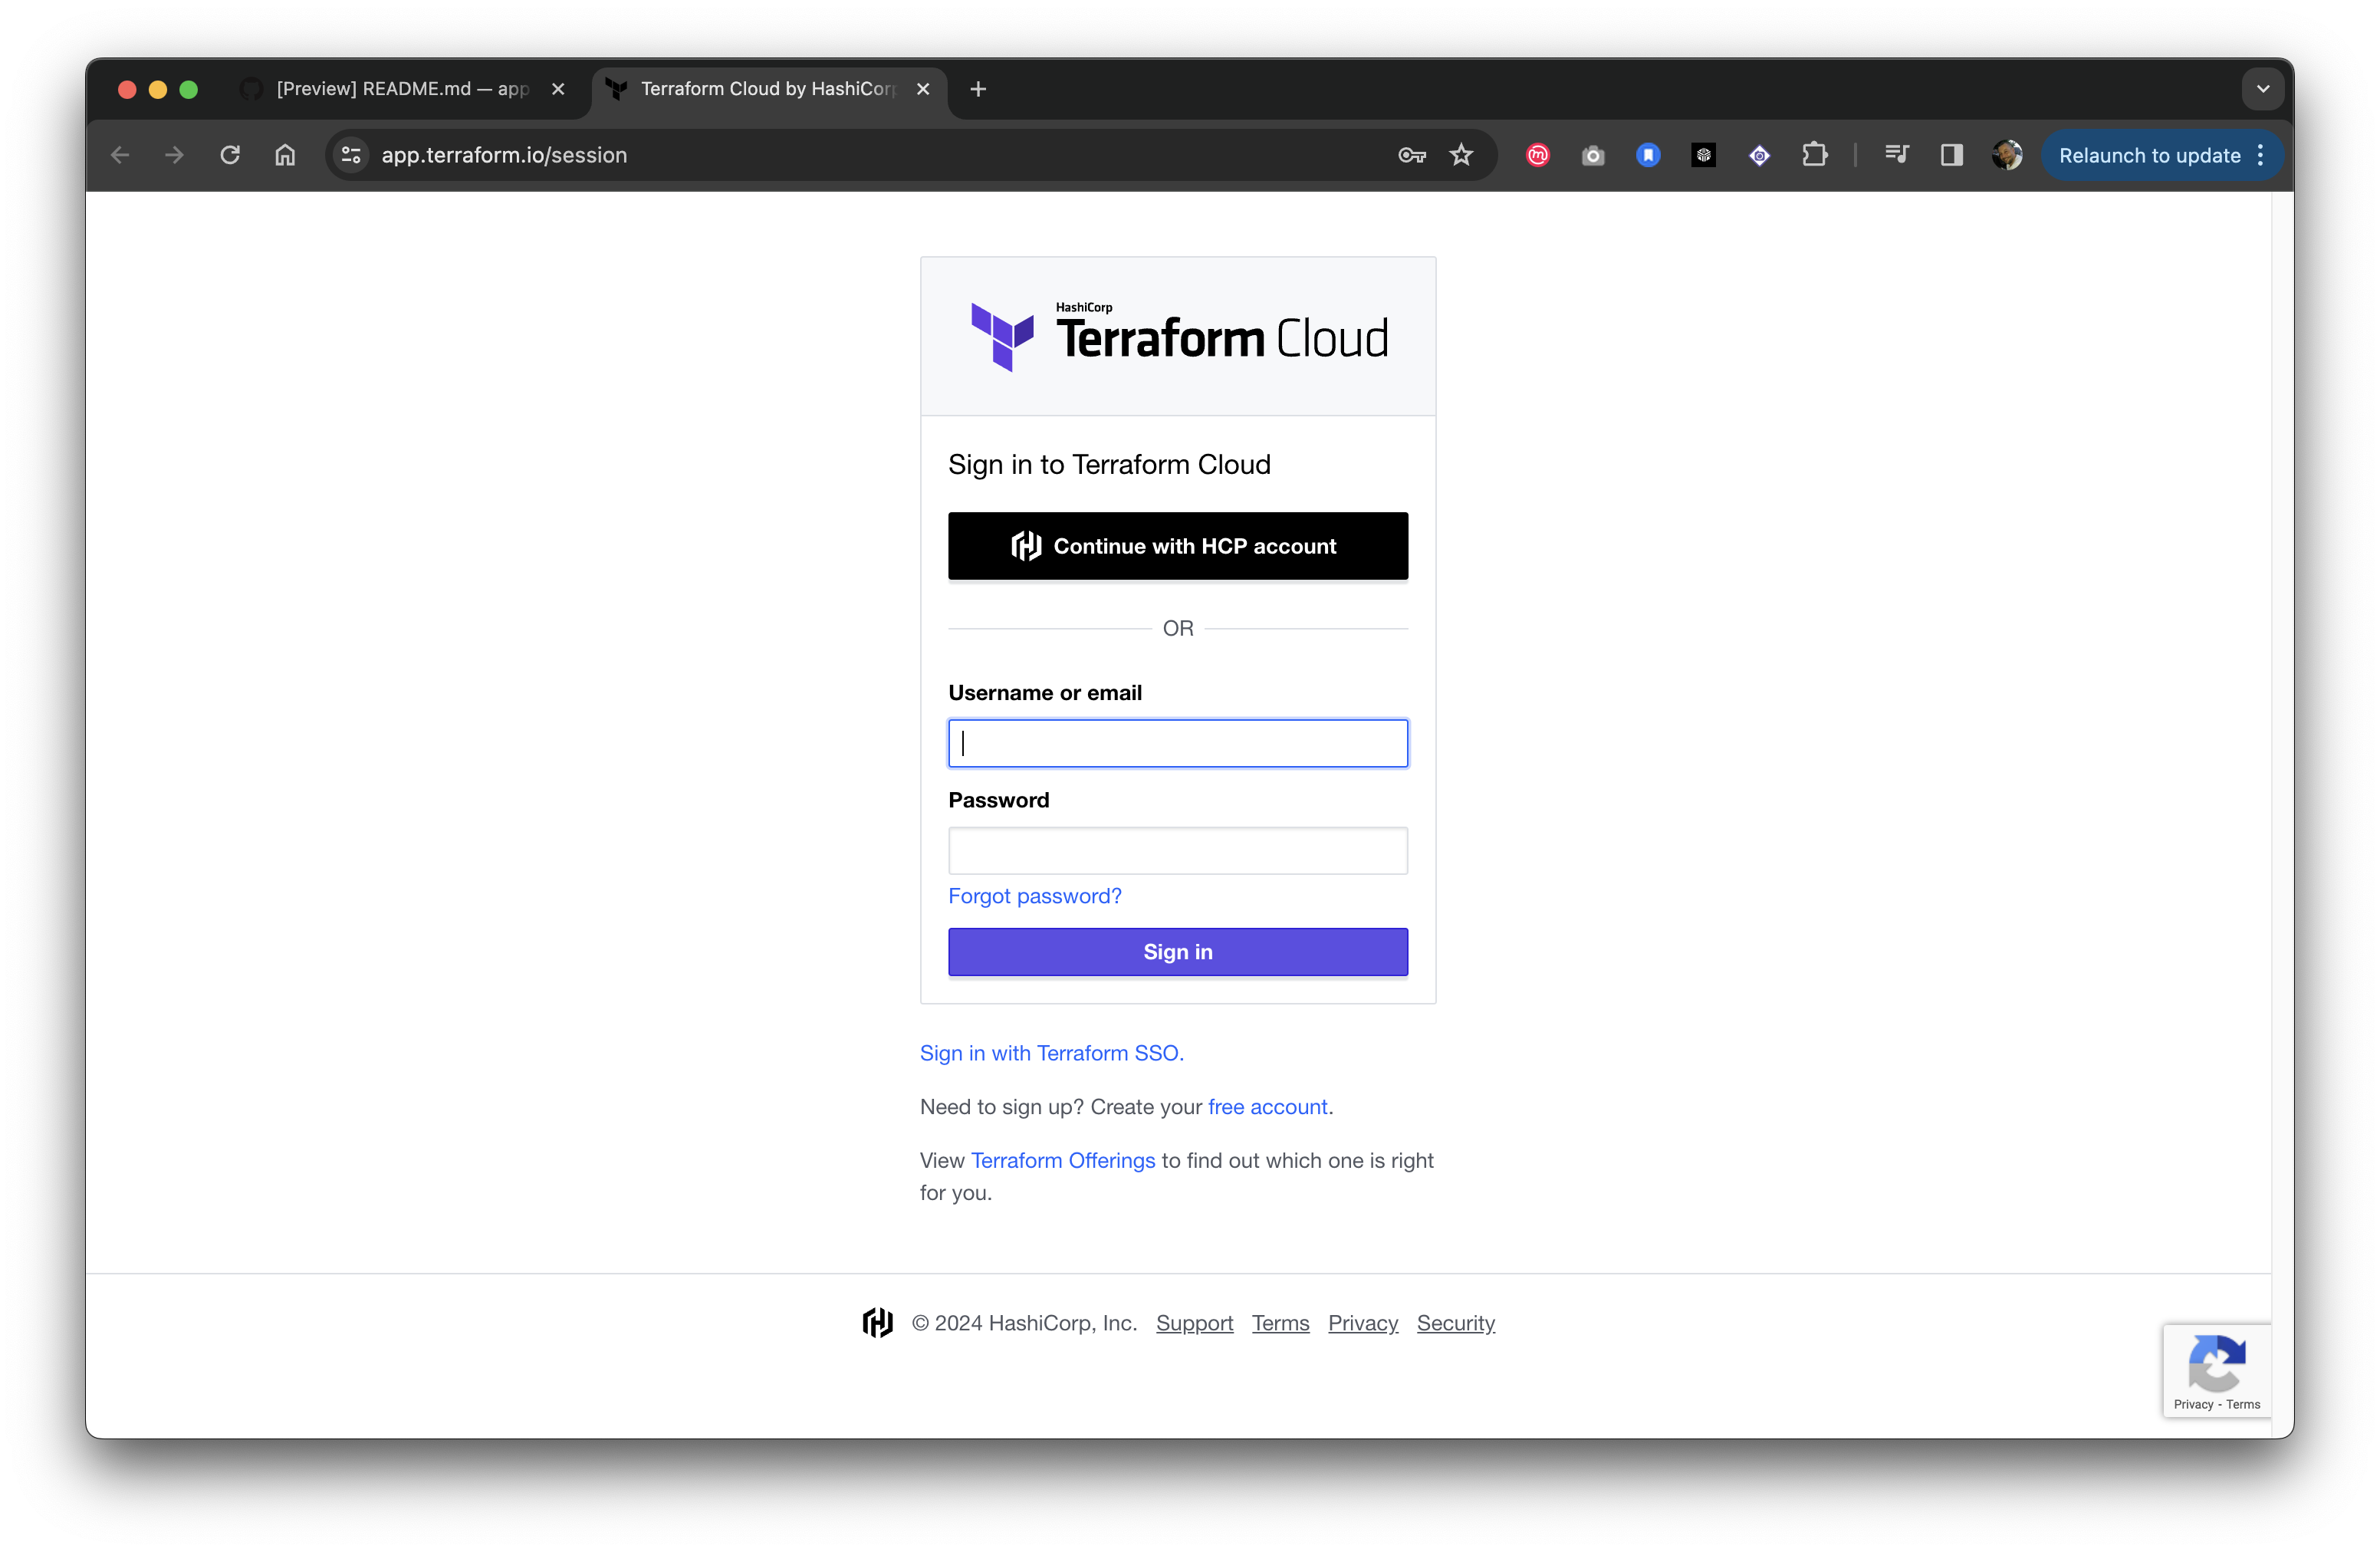 [Preview] README.md — app
Terraform Cloud by HashiCorp
app.terraform.io/session
Relaunch to update
HashiCorp
Terraform Cloud
Sign in to Terraform Cloud
Continue with HCP account
OR
Username or email
Password
Forgot password?
Sign in
Sign in with Terraform SSO.
Need to sign up? Create your free account.
View Terraform Offerings to find out which one is right
for you.
© 2024 HashiCorp, Inc. Support Terms Privacy Security
Privacy - Terms